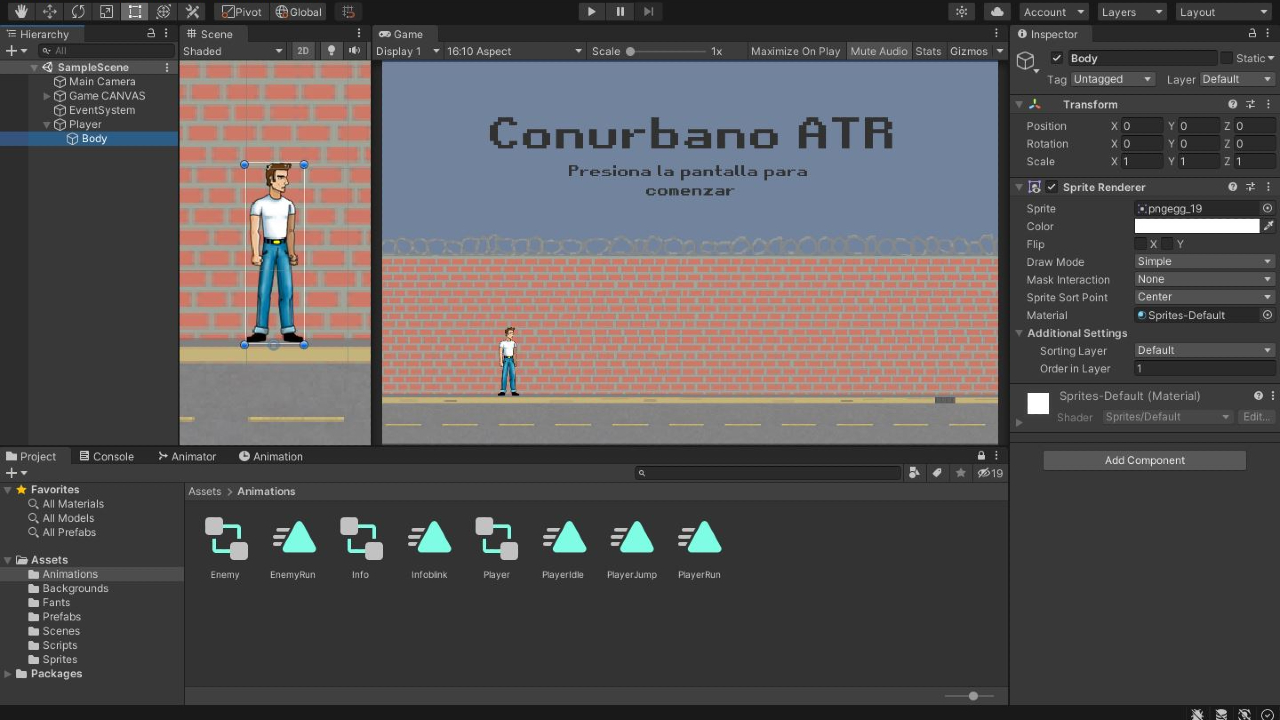 Pivot Global Account Layers Layout
Hierarchy
All
SampleScene
Main Camera
Game CANVAS
EventSystem
Player
Body
Scene
Shaded 2D
Game
Display 1 16:10 Aspect Scale 1x Maximize On Play Mute Audio Stats Gizmos
Conurbano ATR
Presiona la pantalla para
comenzar
Inspector
Body Static
Tag Untagged Layer Default
Transform
Position X 0 Y 0 Z 0
Rotation X 0 Y 0 Z 0
Scale X 1 Y 1 Z 1
Sprite Renderer
Sprite pngegg_19
Color
Flip X Y
Draw Mode Simple
Mask Interaction None
Sprite Sort Point Center
Material Sprites-Default
Additional Settings
Sorting Layer Default
Order in Layer 1
Sprites-Default (Material)
Shader Sprites/Default Edit...
Add Component
Project Console Animator Animation
19
Favorites
All Materials
All Models
All Prefabs
Assets
Animations
Backgrounds
Fants
Prefabs
Scenes
Scripts
Sprites
Packages
Assets > Animations
Enemy EnemyRun Info Infoblink Player PlayerIdle PlayerJump PlayerRun